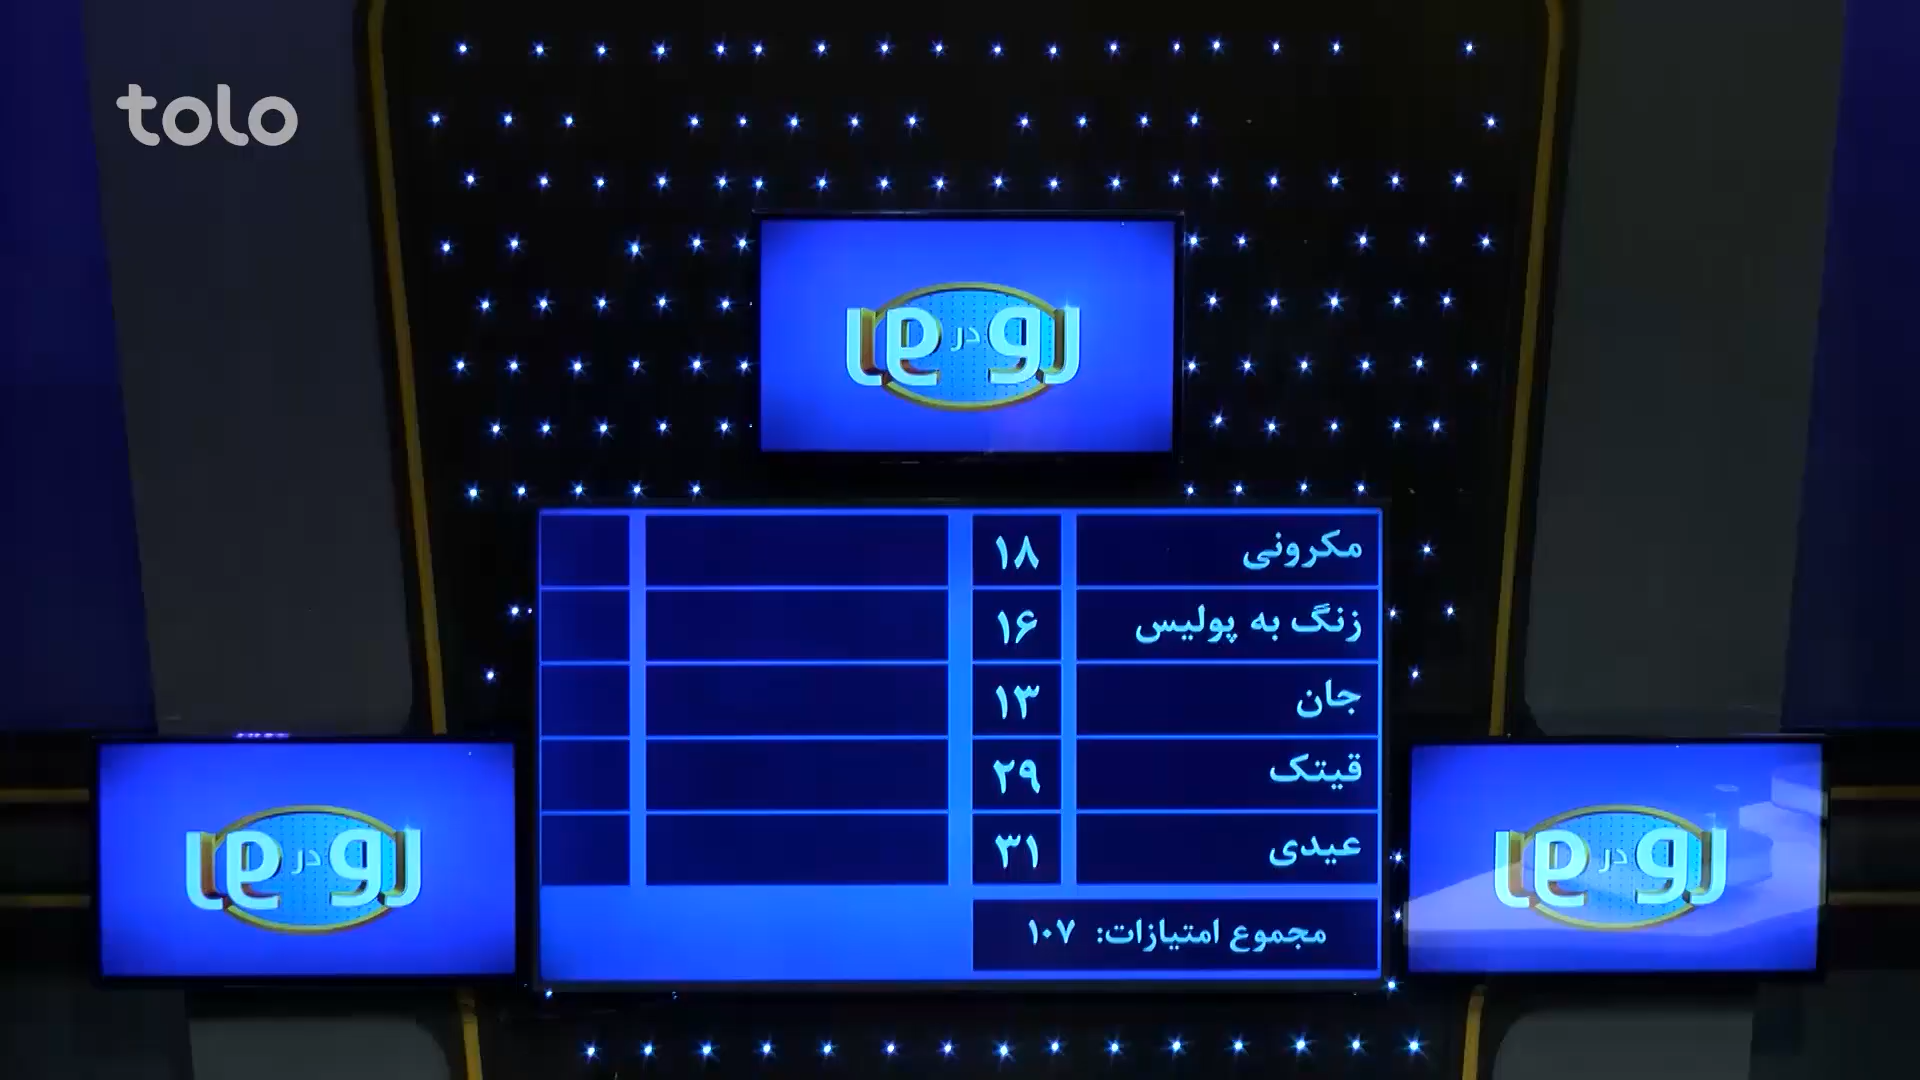 tolo
رو در رو
مکرونی ۱۸
زنگ به پولیس ۱۶
جان ۱۳
قیتک ۲۹
عیدی ۳۱
مجموع امتیازات: ۱۰۷
رو در رو
رو در رو